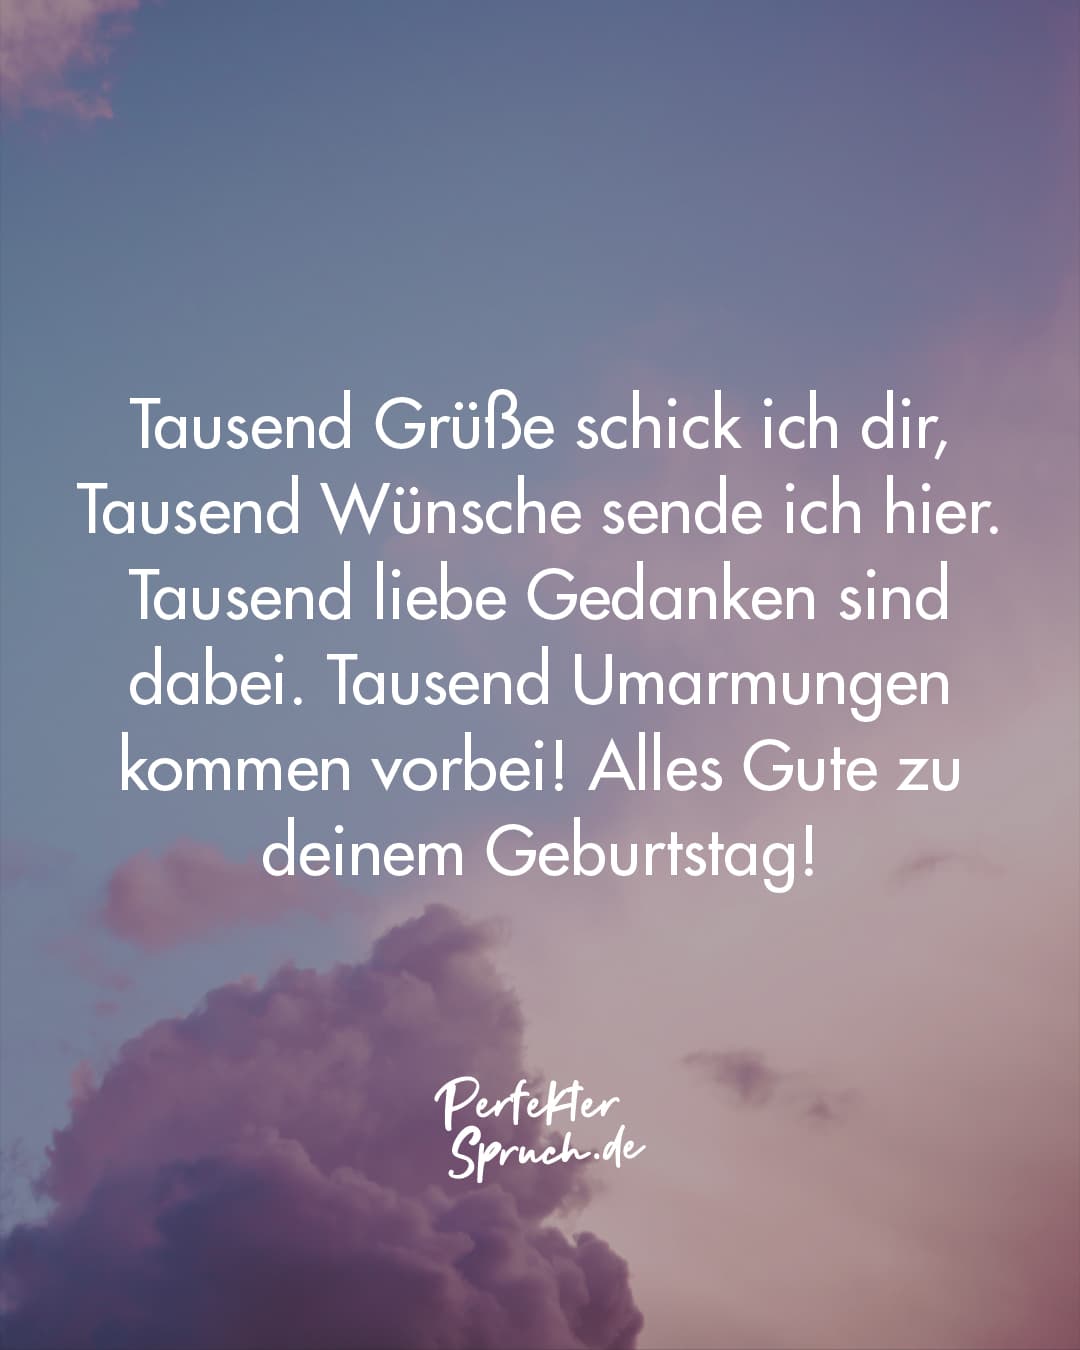 Tausend Grüße schick ich dir,
Tausend Wünsche sende ich hier.
Tausend liebe Gedanken sind
dabei. Tausend Umarmungen
kommen vorbei! Alles Gute zu
deinem Geburtstag!
Perfekter
Spruch.de